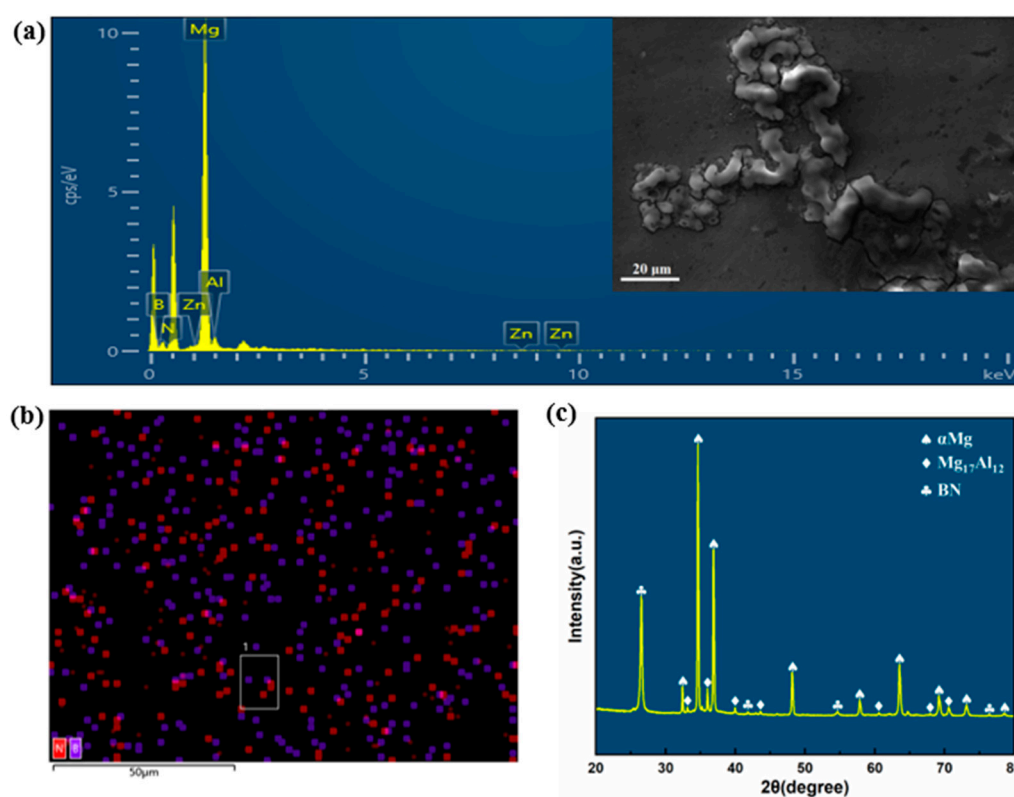 (a)
10
Mg
cps/eV
5
Al
B
Zn
N
0
Zn
Zn
0
5
10
15
keV
20 μm
(b)
1
N
B
50μm
(c)
αMg
Mg₁₇Al₁₂
BN
Intensity(a.u.)
20
30
40
50
60
70
80
2θ(degree)